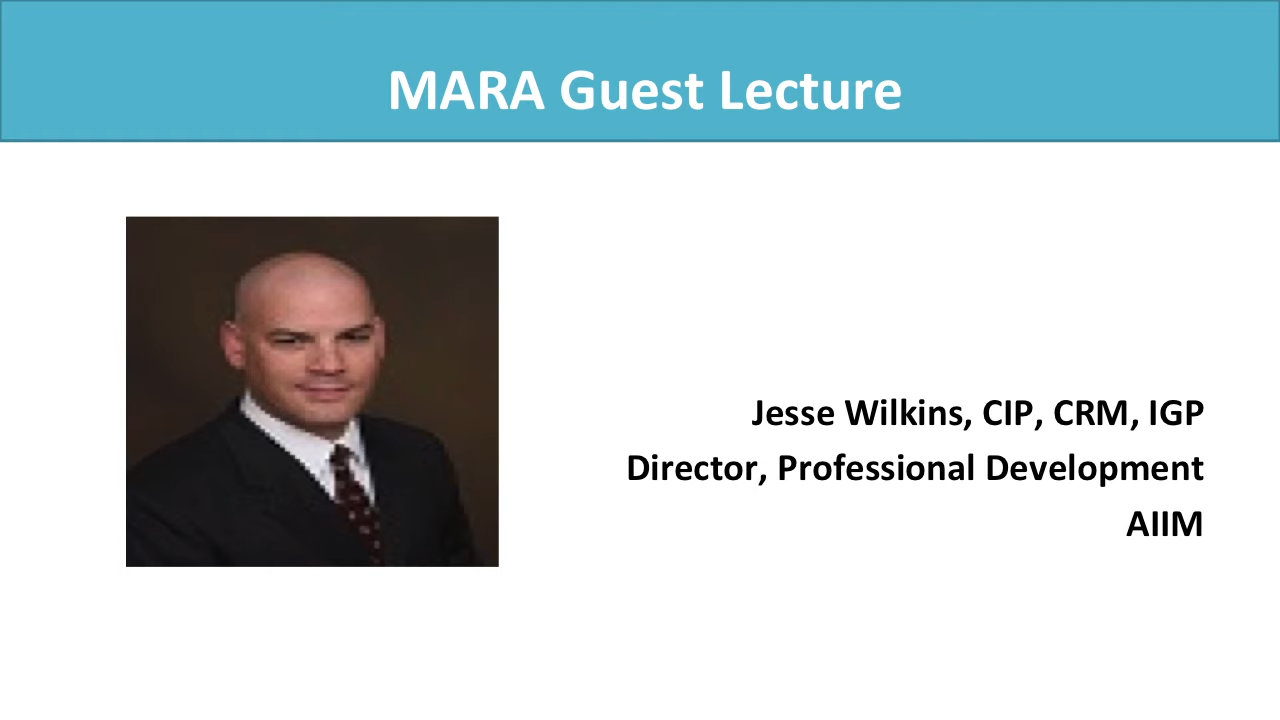 MARA Guest Lecture
Jesse Wilkins, CIP, CRM, IGP
Director, Professional Development
AIIM